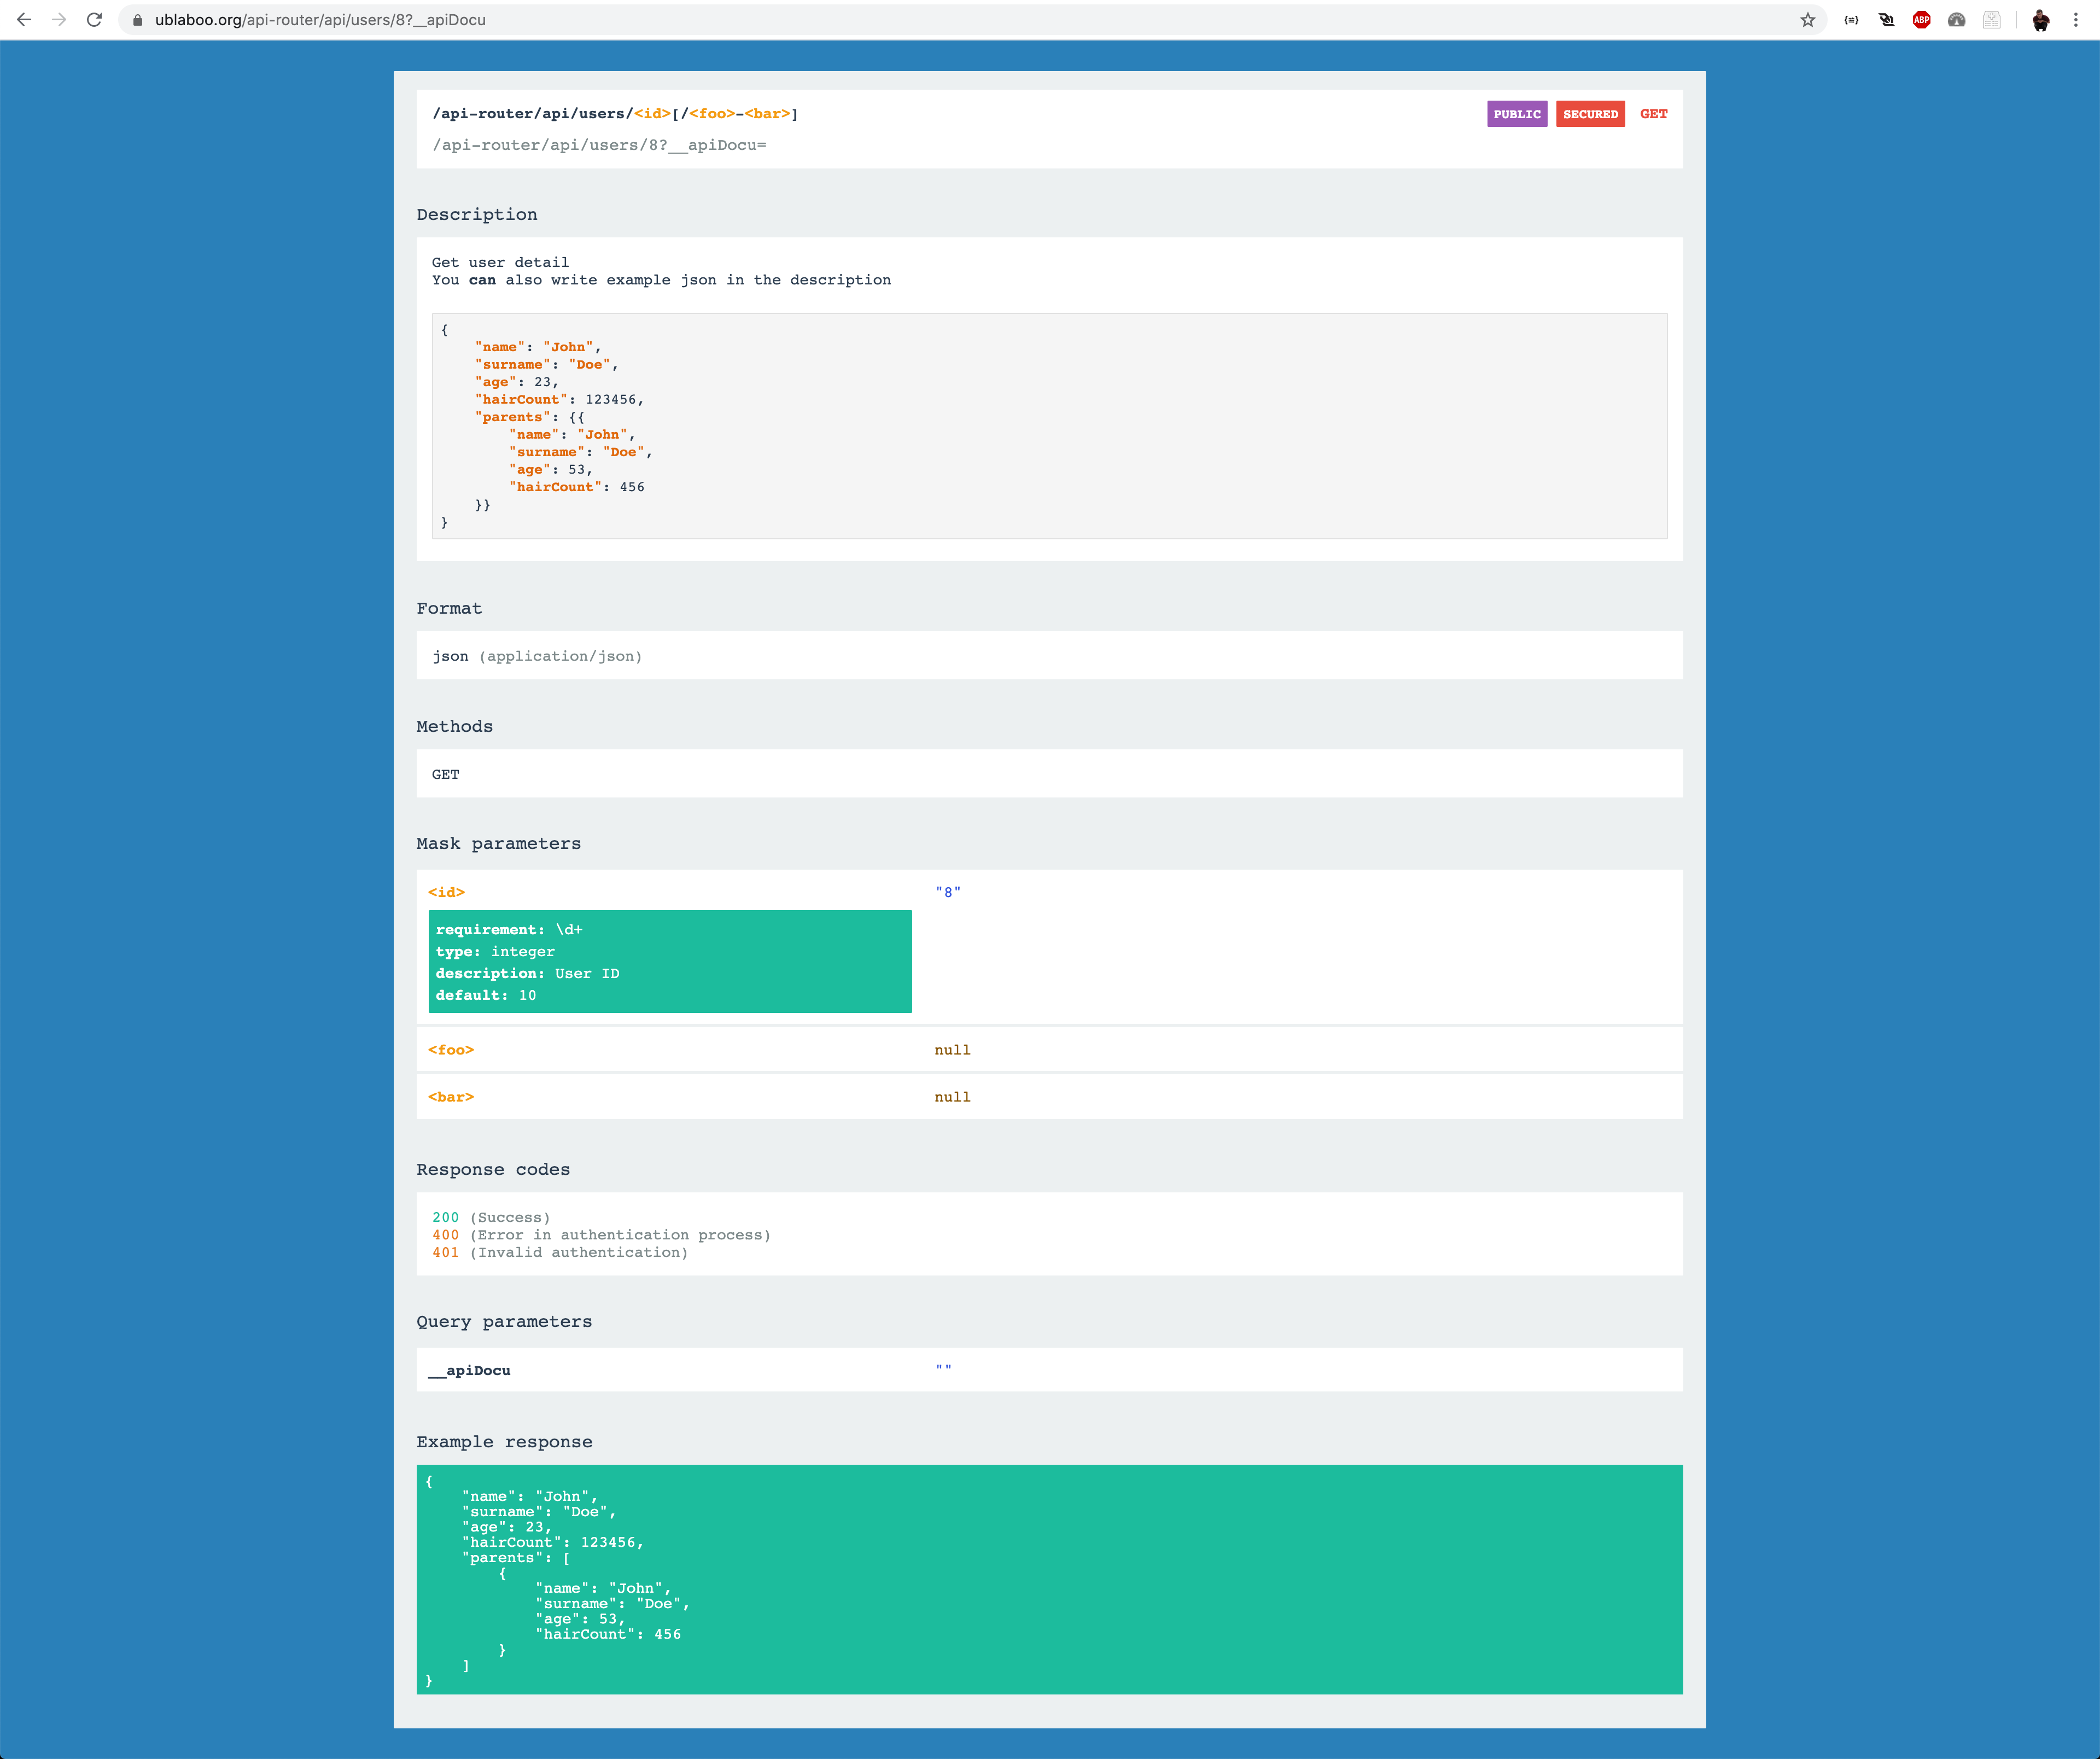 ublaboo.org/api-router/api/users/8?__apiDocu
ABP
/api-router/api/users/<id>[/<foo>-<bar>]
PUBLIC SECURED GET
/api-router/api/users/8?__apiDocu=
Description
Get user detail
You can also write example json in the description
{
    "name": "John",
    "surname": "Doe",
    "age": 23,
    "hairCount": 123456,
    "parents": {{
        "name": "John",
        "surname": "Doe",
        "age": 53,
        "hairCount": 456
    }}
}
Format
json (application/json)
Methods
GET
Mask parameters
<id> "8"
requirement: \d+
type: integer
description: User ID
default: 10
<foo> null
<bar> null
Response codes
200 (Success)
400 (Error in authentication process)
401 (Invalid authentication)
Query parameters
__apiDocu ""
Example response
{
    "name": "John",
    "surname": "Doe",
    "age": 23,
    "hairCount": 123456,
    "parents": [
        {
            "name": "John",
            "surname": "Doe",
            "age": 53,
            "hairCount": 456
        }
    ]
}